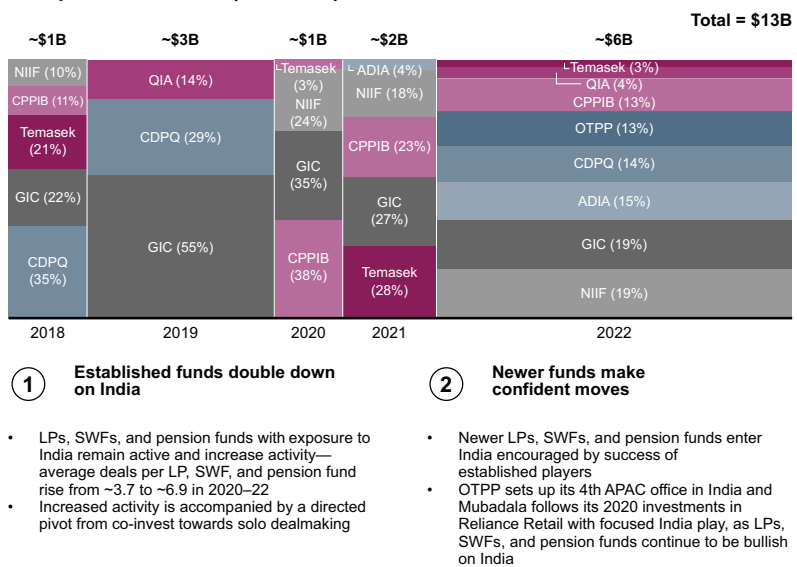 Total = $13B
~$1B
~$3B
~$1B
~$2B
~$6B
NIIF (10%)
CPPIB (11%)
Temasek
(21%)
GIC (22%)
CDPQ
(35%)
QIA (14%)
CDPQ (29%)
GIC (55%)
Temasek
(3%)
NIIF
(24%)
GIC
(35%)
CPPIB
(38%)
ADIA (4%)
NIIF (18%)
CPPIB (23%)
GIC
(27%)
Temasek
(28%)
Temasek (3%)
QIA (4%)
CPPIB (13%)
OTPP (13%)
CDPQ (14%)
ADIA (15%)
GIC (19%)
NIIF (19%)
2018
2019
2020
2021
2022
1
Established funds double down
on India
• LPs, SWFs, and pension funds with exposure to
India remain active and increase activity—
average deals per LP, SWF, and pension fund
rise from ~3.7 to ~6.9 in 2020–22
• Increased activity is accompanied by a directed
pivot from co-invest towards solo dealmaking
2
Newer funds make
confident moves
• Newer LPs, SWFs, and pension funds enter
India encouraged by success of
established players
• OTPP sets up its 4th APAC office in India and
Mubadala follows its 2020 investments in
Reliance Retail with focused India play, as LPs,
SWFs, and pension funds continue to be bullish
on India